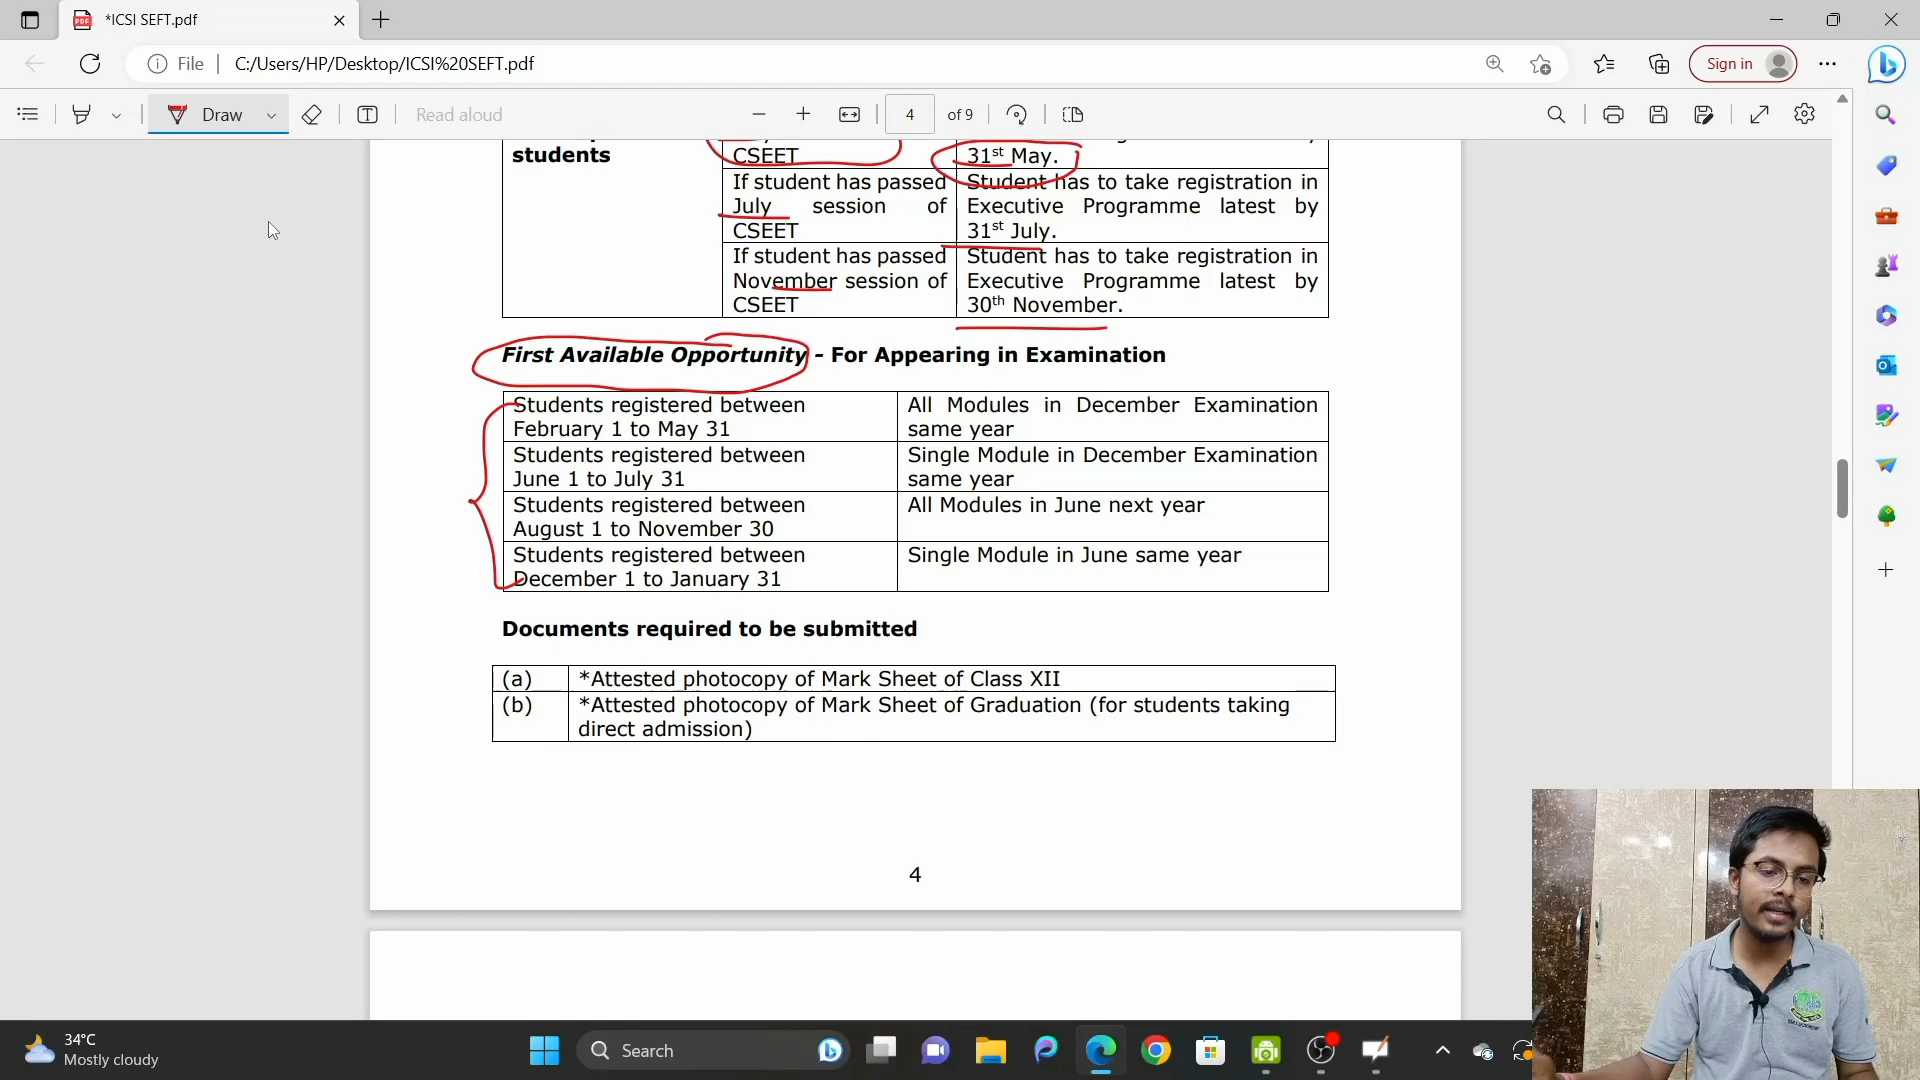 *ICSI SEFT.pdf
File
C:/Users/HP/Desktop/ICSI%20SEFT.pdf
Sign in
Draw
Read aloud
4 of 9
students
CSEET
31st May.
If student has passed
July session of
CSEET
Student has to take registration in
Executive Programme latest by
31st July.
If student has passed
November session of
CSEET
Student has to take registration in
Executive Programme latest by
30th November.
First Available Opportunity - For Appearing in Examination
Students registered between
February 1 to May 31
All Modules in December Examination
same year
Students registered between
June 1 to July 31
Single Module in December Examination
same year
Students registered between
August 1 to November 30
All Modules in June next year
Students registered between
December 1 to January 31
Single Module in June same year
Documents required to be submitted
(a) *Attested photocopy of Mark Sheet of Class XII
(b) *Attested photocopy of Mark Sheet of Graduation (for students taking
direct admission)
4
34°C
Mostly cloudy
Search